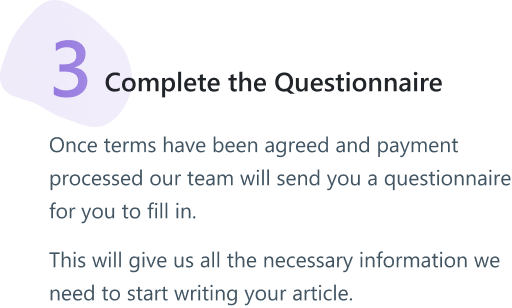 3 Complete the Questionnaire
Once terms have been agreed and payment
processed our team will send you a questionnaire
for you to fill in.
This will give us all the necessary information we
need to start writing your article.